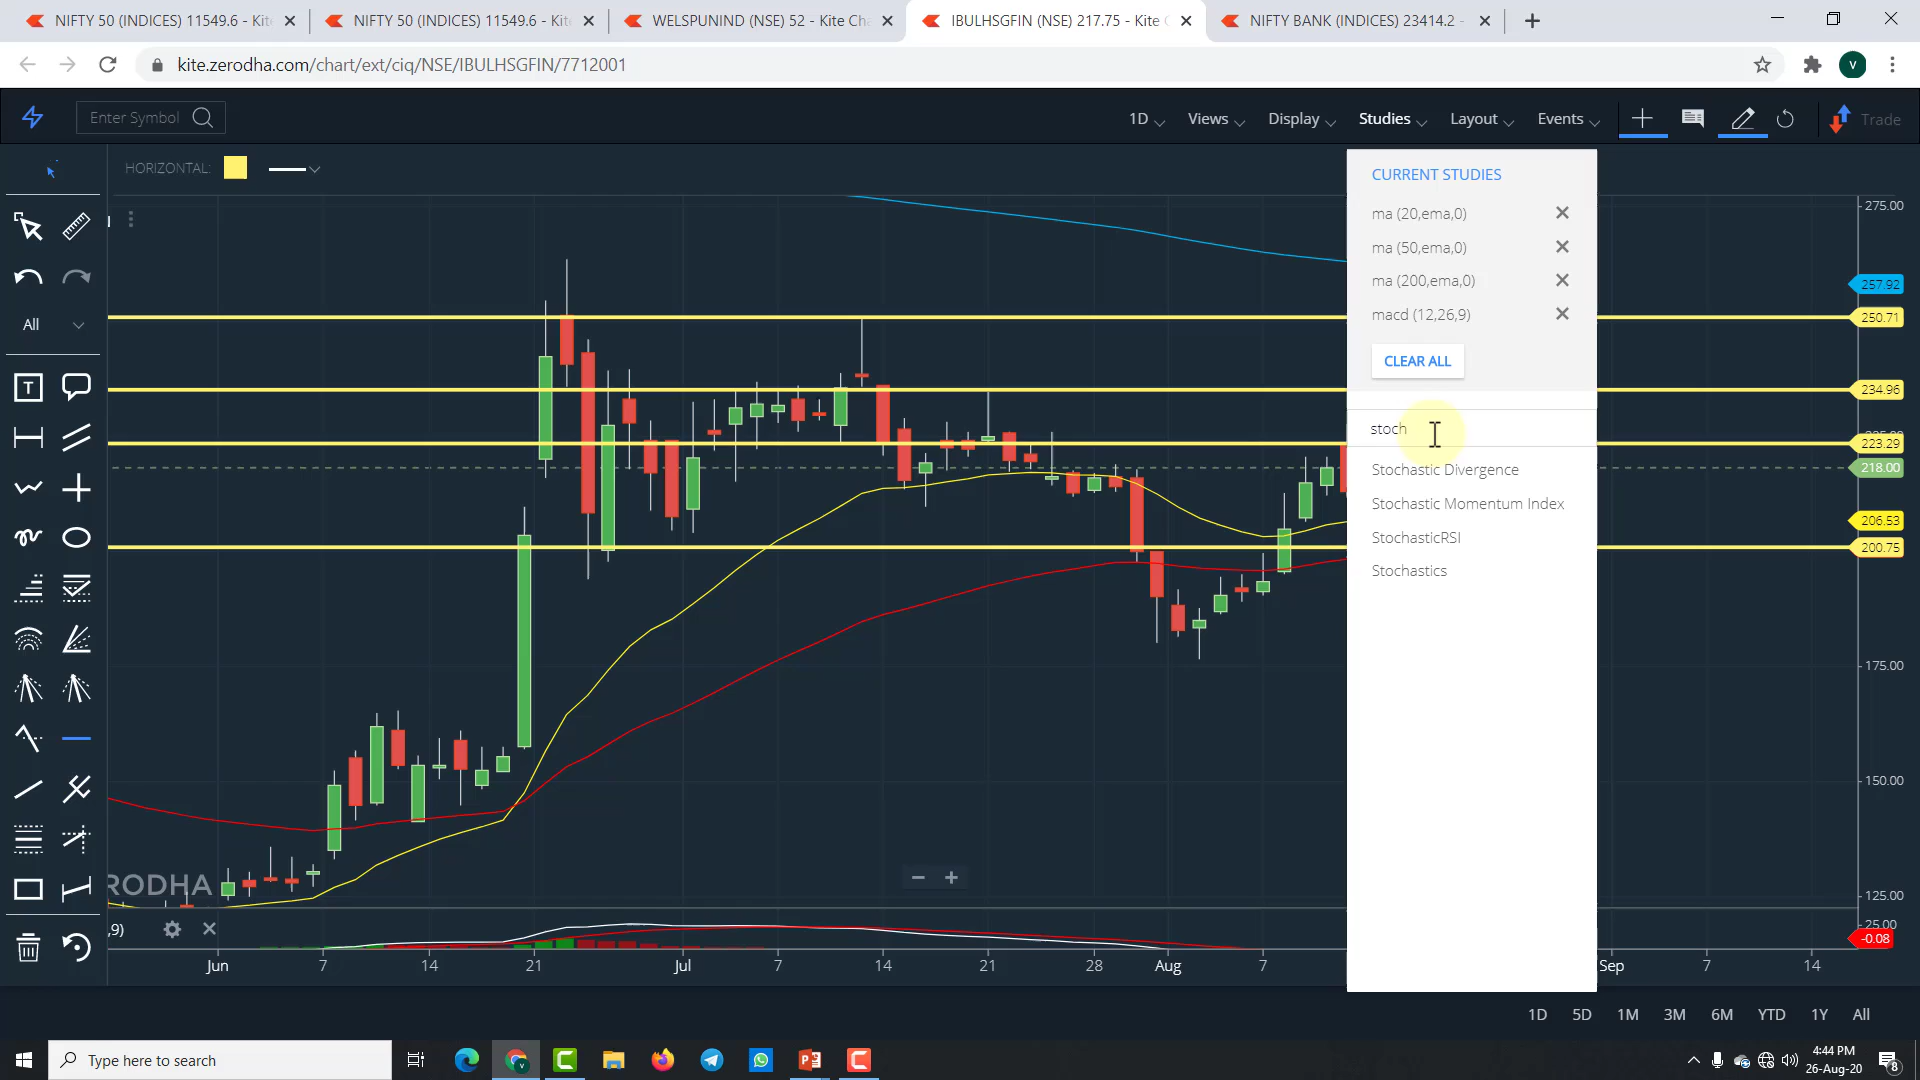 NIFTY 50 (INDICES) 11549.6 - Kite
NIFTY 50 (INDICES) 11549.6 - Kit
WELSPUNIND (NSE) 52 - Kite Cha
IBULHSGFIN (NSE) 217.75 - Kite C
NIFTY BANK (INDICES) 23414.2 -
kite.zerodha.com/chart/ext/ciq/NSE/IBULHSGFIN/7712001
V
Enter Symbol
1D
Views
Display
Studies
Layout
Events
Trade
HORIZONTAL:
CURRENT STUDIES
ma (20,ema,0)
ma (50,ema,0)
ma (200,ema,0)
macd (12,26,9)
CLEAR ALL
stoch
Stochastic Divergence
Stochastic Momentum Index
StochasticRSI
Stochastics
All
T
275.00
257.92
250.71
234.96
223.29
218.00
206.53
200.75
175.00
150.00
125.00
25.00
-0.08
RODHA
,9)
Jun
7
14
21
Jul
7
14
21
28
Aug
7
Sep
7
14
1D
5D
1M
3M
6M
YTD
1Y
All
Type here to search
4:44 PM
26-Aug-20
8